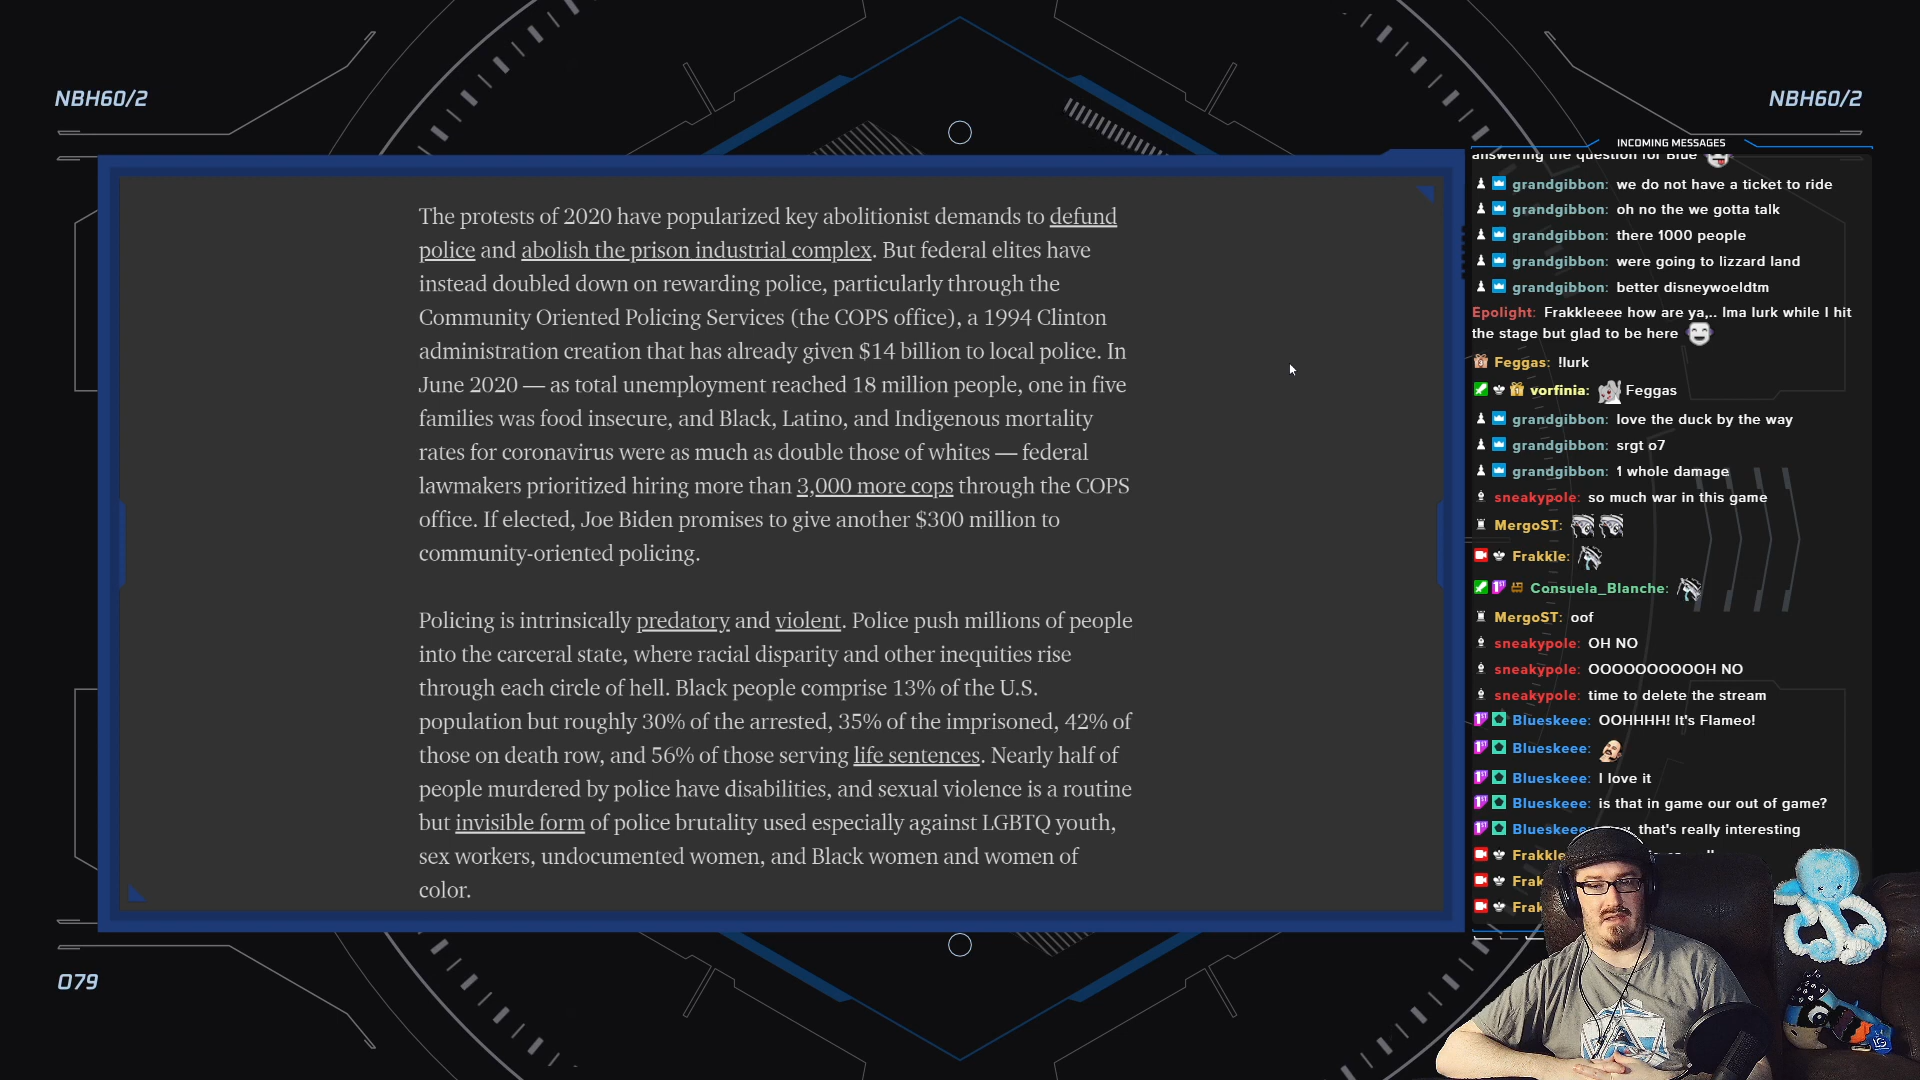 NBH60/2
NBH60/2
The protests of 2020 have popularized key abolitionist demands to defund
police and abolish the prison industrial complex. But federal elites have
instead doubled down on rewarding police, particularly through the
Community Oriented Policing Services (the COPS office), a 1994 Clinton
administration creation that has already given $14 billion to local police. In
June 2020 — as total unemployment reached 18 million people, one in five
families was food insecure, and Black, Latino, and Indigenous mortality
rates for coronavirus were as much as double those of whites — federal
lawmakers prioritized hiring more than 3,000 more cops through the COPS
office. If elected, Joe Biden promises to give another $300 million to
community-oriented policing.
Policing is intrinsically predatory and violent. Police push millions of people
into the carceral state, where racial disparity and other inequities rise
through each circle of hell. Black people comprise 13% of the U.S.
population but roughly 30% of the arrested, 35% of the imprisoned, 42% of
those on death row, and 56% of those serving life sentences. Nearly half of
people murdered by police have disabilities, and sexual violence is a routine
but invisible form of police brutality used especially against LGBTQ youth,
sex workers, undocumented women, and Black women and women of
color.
INCOMING MESSAGES
answering the question for Blue
grandgibbon: we do not have a ticket to ride
grandgibbon: oh no the we gotta talk
grandgibbon: there 1000 people
grandgibbon: were going to lizzard land
grandgibbon: better disneywoeldtm
Epolight: Frakkleeee how are ya,.. Ima lurk while I hit
the stage but glad to be here
Feggas: !lurk
vorfinia: Feggas
grandgibbon: love the duck by the way
grandgibbon: srgt o7
grandgibbon: 1 whole damage
sneakypole: so much war in this game
MergoST:
Frakkle:
Consuela_Blanche:
MergoST: oof
sneakypole: OH NO
sneakypole: OOOOOOOOOOH NO
sneakypole: time to delete the stream
Blueskeee: OOHHHH! It's Flameo!
Blueskeee:
Blueskeee: I love it
Blueskeee: is that in game our out of game?
Blueskeee: that's really interesting
Frakkle
Frak
Frak
079